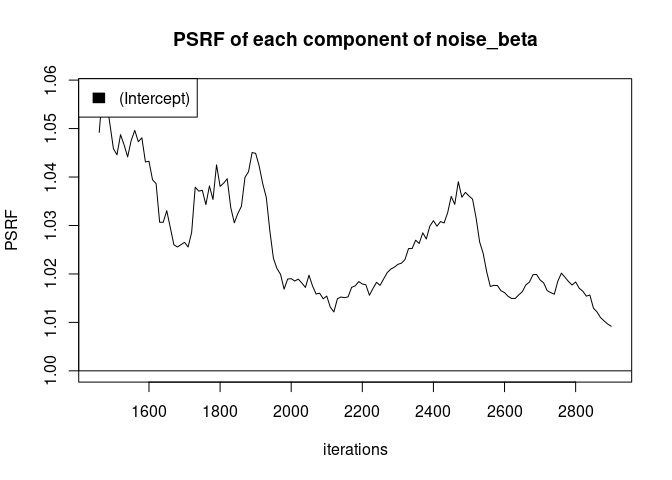 PSRF of each component of noise_beta
(Intercept)
PSRF
1.06
1.05
1.04
1.03
1.02
1.01
1.00
1600 1800 2000 2200 2400 2600 2800
iterations